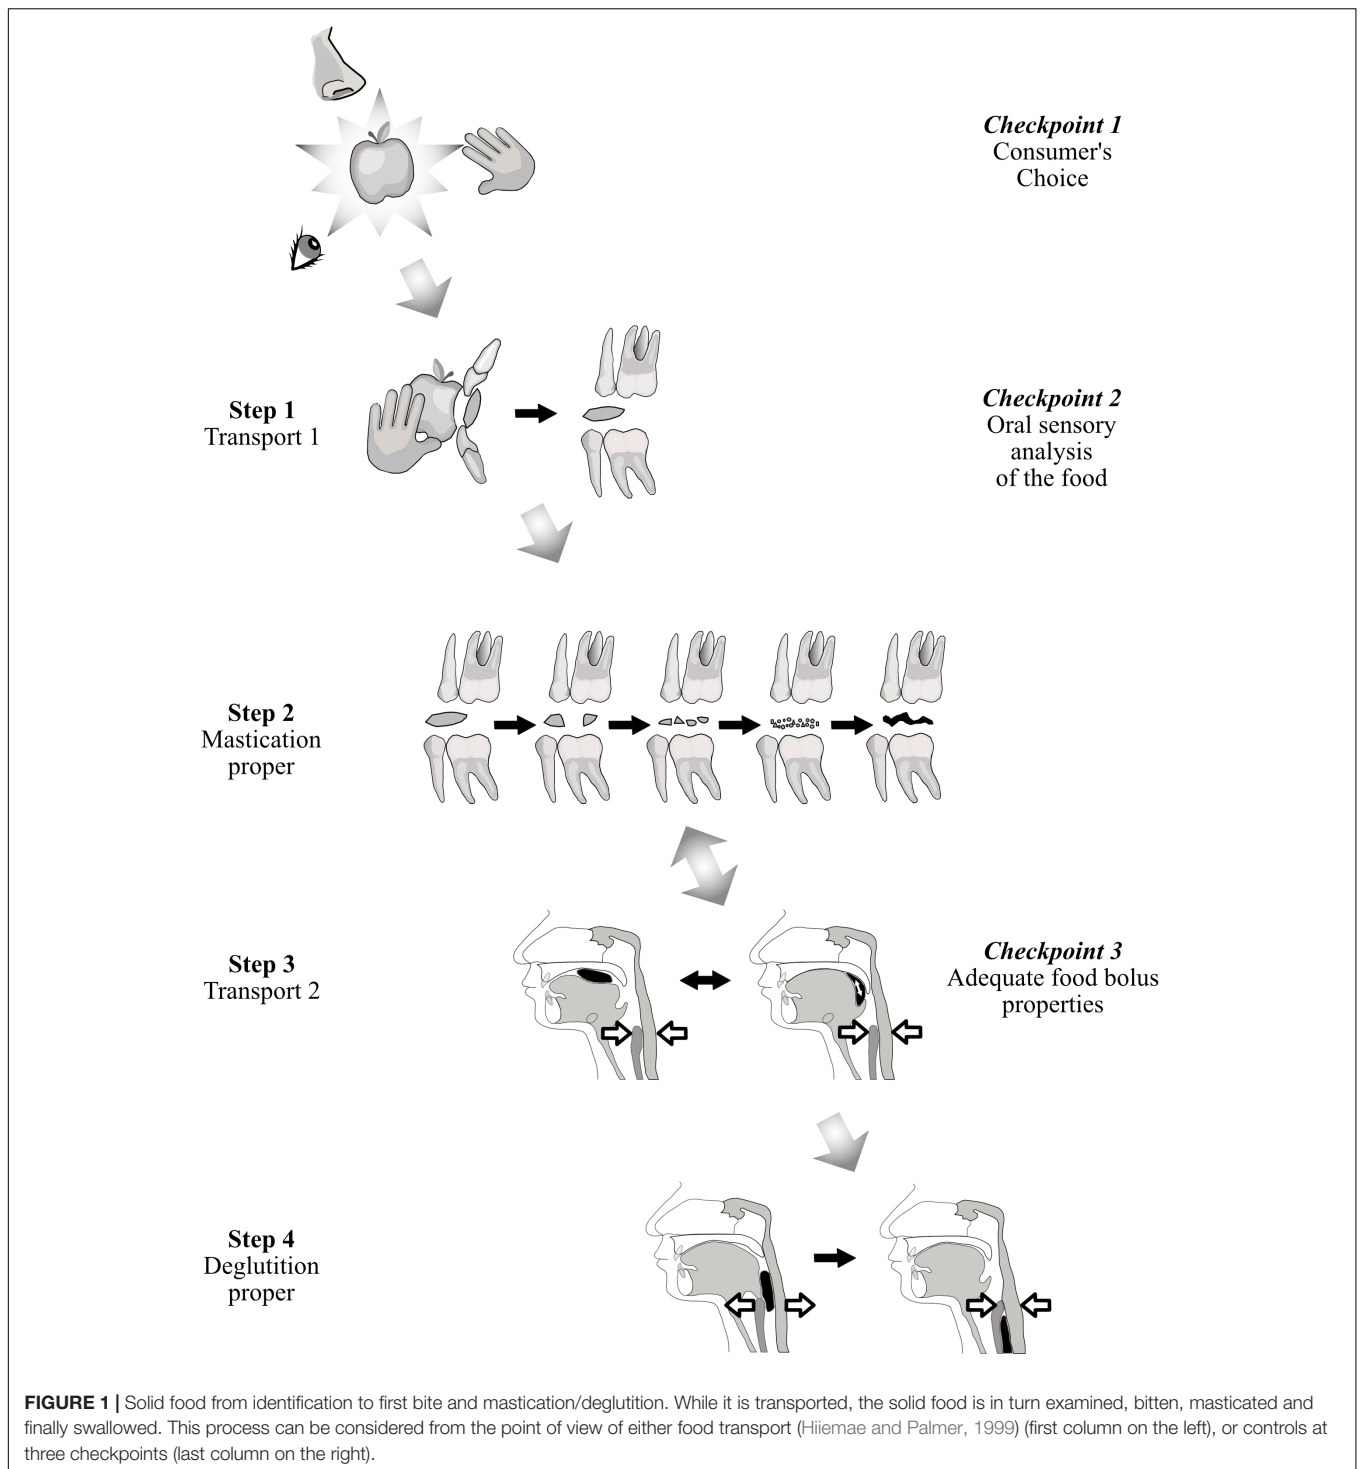 Checkpoint 1
Consumer's
Choice
Step 1
Transport 1
Checkpoint 2
Oral sensory
analysis
of the food
Step 2
Mastication
proper
Step 3
Transport 2
Checkpoint 3
Adequate food bolus
properties
Step 4
Deglutition
proper
FIGURE 1 | Solid food from identification to first bite and mastication/deglutition. While it is transported, the solid food is in turn examined, bitten, masticated and
finally swallowed. This process can be considered from the point of view of either food transport (Hiiemae and Palmer, 1999) (first column on the left), or controls at
three checkpoints (last column on the right).